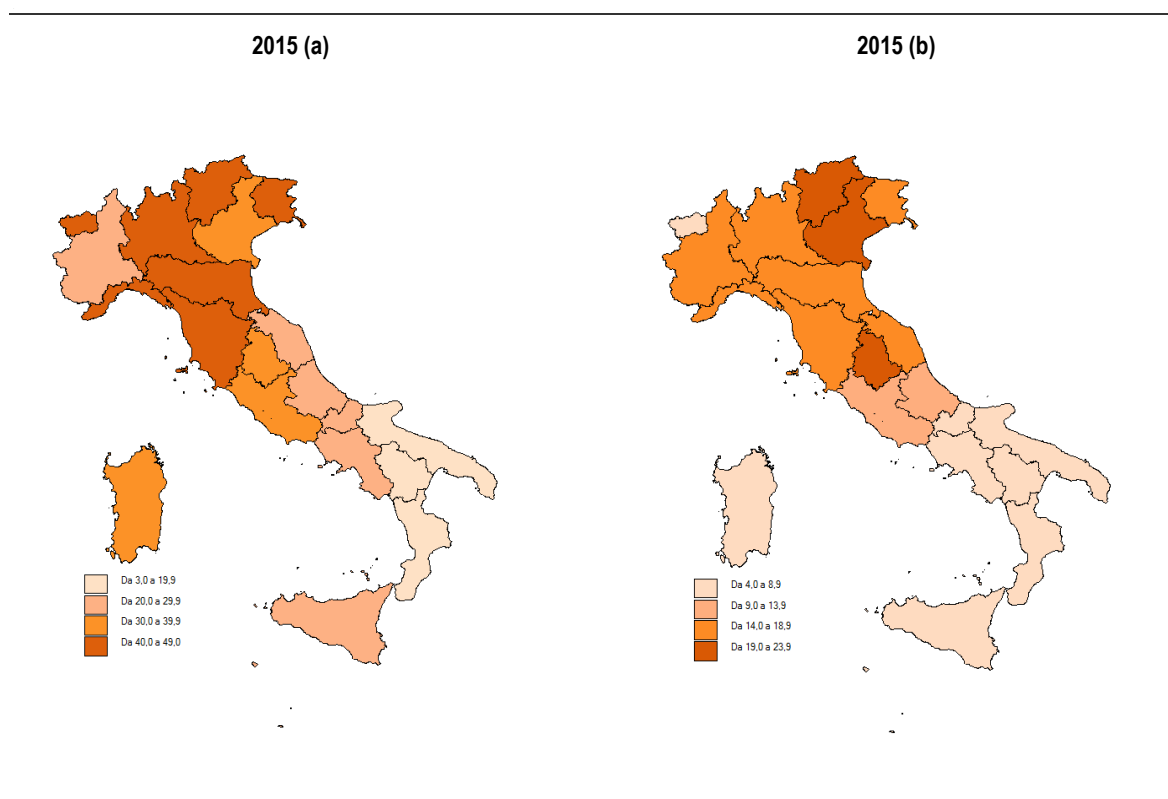 2015 (a)
2015 (b)
Da 3,0 a 19,9
Da 20,0 a 29,9
Da 30,0 a 39,9
Da 40,0 a 49,0
Da 4,0 a 8,9
Da 9,0 a 13,9
Da 14,0 a 18,9
Da 19,0 a 23,9